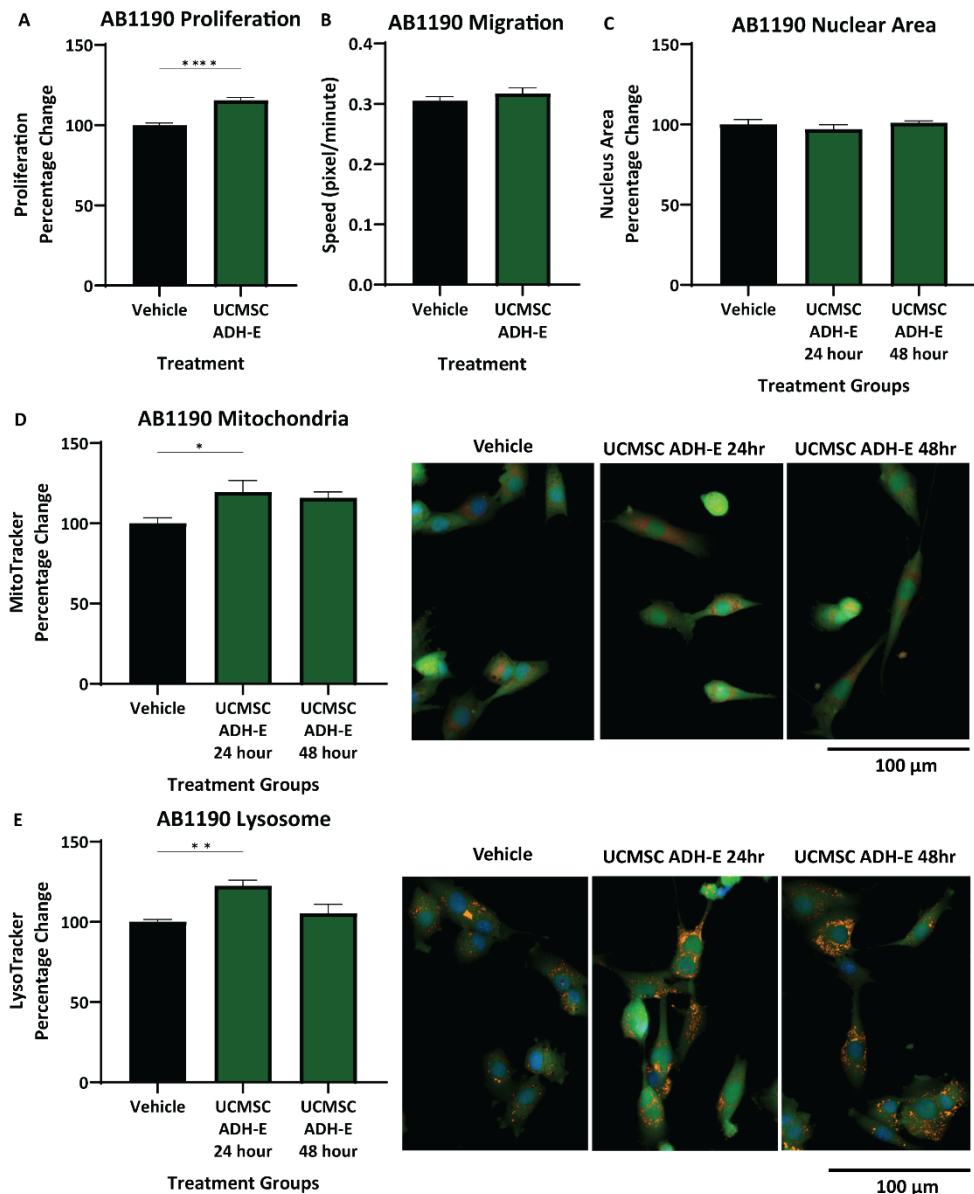 A
AB1190 Proliferation
150
100
50
0
Proliferation
Percentage Change
****
Vehicle
UCMSC
ADH-E
Treatment
B
AB1190 Migration
0.4
0.3
0.2
0.1
0.0
Speed (pixel/minute)
Vehicle
UCMSC
ADH-E
Treatment
C
AB1190 Nuclear Area
150
100
50
0
Nucleus Area
Percentage Change
Vehicle
UCMSC
ADH-E
24 hour
UCMSC
ADH-E
48 hour
Treatment Groups
D
AB1190 Mitochondria
150
100
50
0
MitoTracker
Percentage Change
*
Vehicle
UCMSC
ADH-E
24 hour
UCMSC
ADH-E
48 hour
Treatment Groups
Vehicle
UCMSC ADH-E 24hr
UCMSC ADH-E 48hr
100 µm
E
AB1190 Lysosome
150
100
50
0
LysoTracker
Percentage Change
**
Vehicle
UCMSC
ADH-E
24 hour
UCMSC
ADH-E
48 hour
Treatment Groups
Vehicle
UCMSC ADH-E 24hr
UCMSC ADH-E 48hr
100 µm